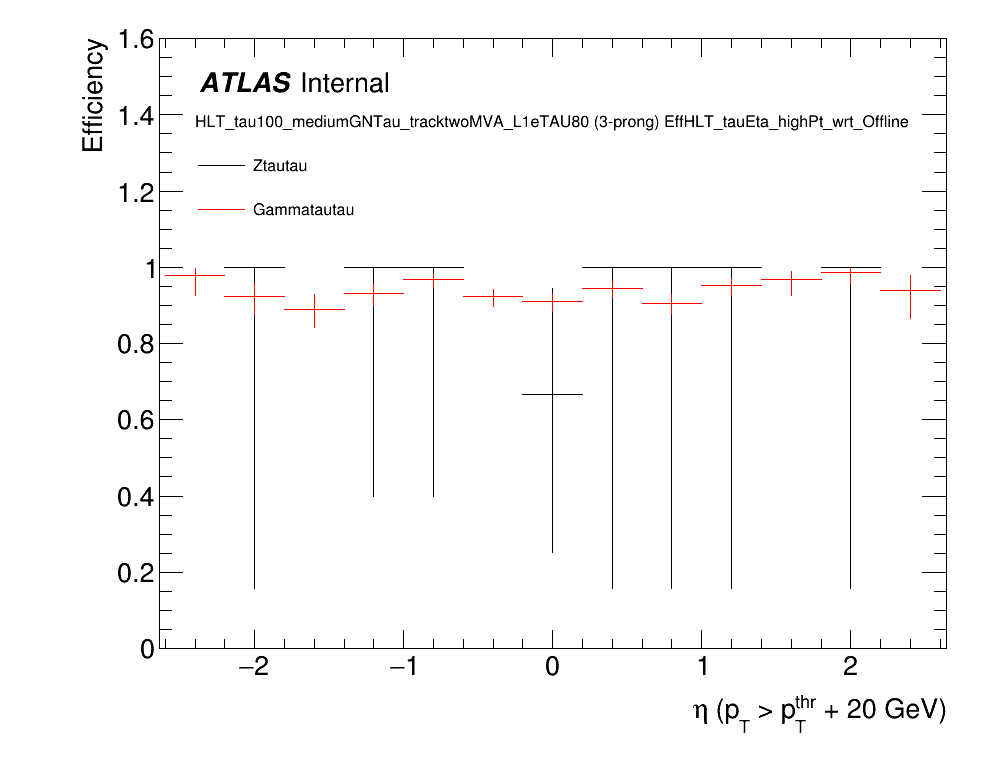 Efficiency
1.6
1.4
1.2
1
0.8
0.6
0.4
0.2
0
ATLAS Internal
HLT_tau100_mediumGNTau_tracktwoMVA_L1eTAU80 (3-prong) EffHLT_tauEta_highPt_wrt_Offline
Ztautau
Gammatautau
−2 −1 0 1 2
η (p_T > p_T^thr + 20 GeV)